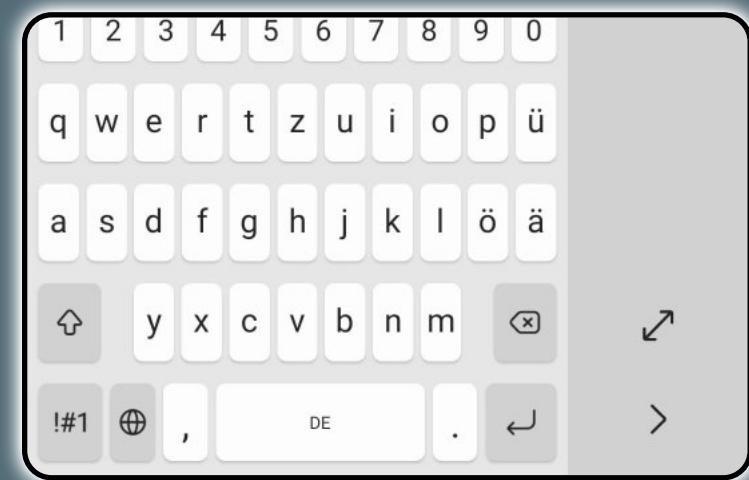 1 2 3 4 5 6 7 8 9 0
q w e r t z u i o p ü
a s d f g h j k l ö ä
y x c v b n m
!#1 , DE .